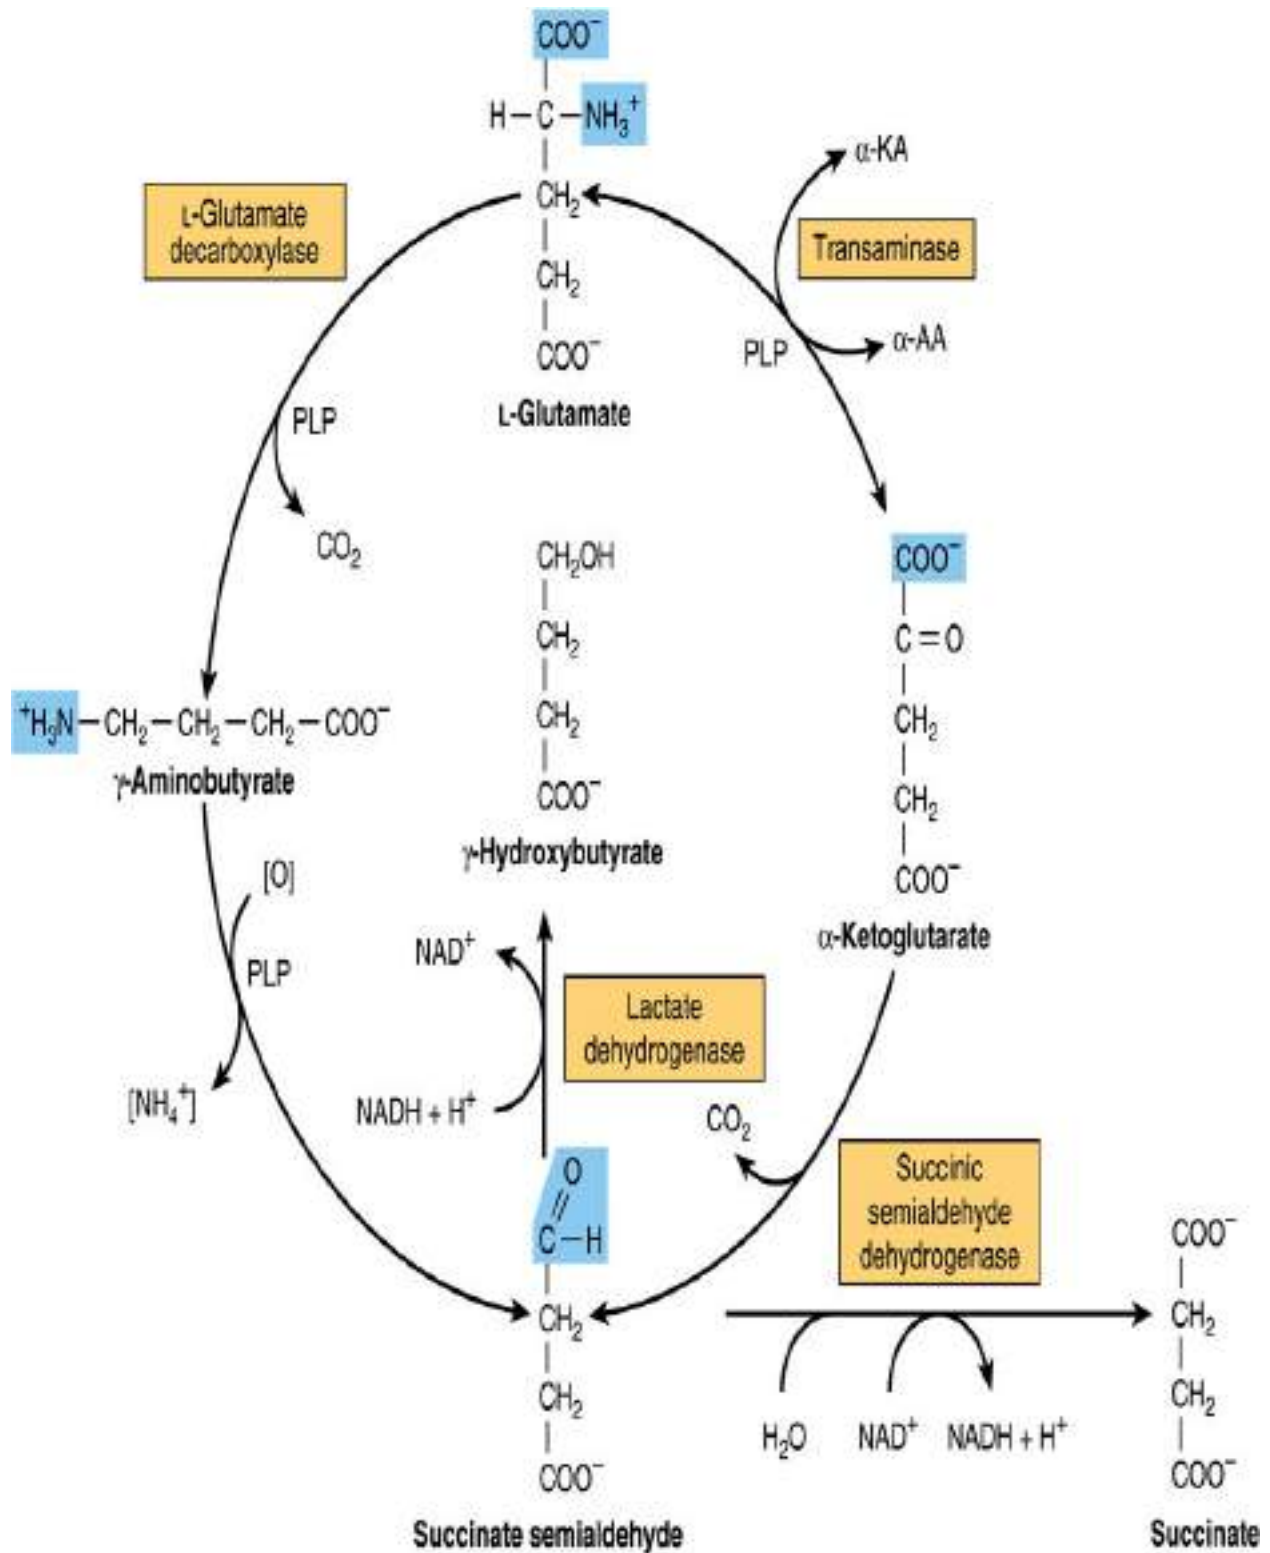 COO⁻
H–C–NH₃⁺
CH₂
CH₂
COO⁻
L-Glutamate
L-Glutamate
decarboxylase
PLP
CO₂
α-KA
Transaminase
PLP
α-AA
⁺H₃N–CH₂–CH₂–CH₂–COO⁻
γ-Aminobutyrate
CH₂OH
CH₂
CH₂
COO⁻
γ-Hydroxybutyrate
COO⁻
C=O
CH₂
CH₂
COO⁻
α-Ketoglutarate
[O]
PLP
[NH₄⁺]
NAD⁺
NADH + H⁺
Lactate
dehydrogenase
CO₂
O
C–H
CH₂
CH₂
COO⁻
Succinate semialdehyde
Succinic
semialdehyde
dehydrogenase
H₂O
NAD⁺
NADH + H⁺
COO⁻
CH₂
CH₂
COO⁻
Succinate